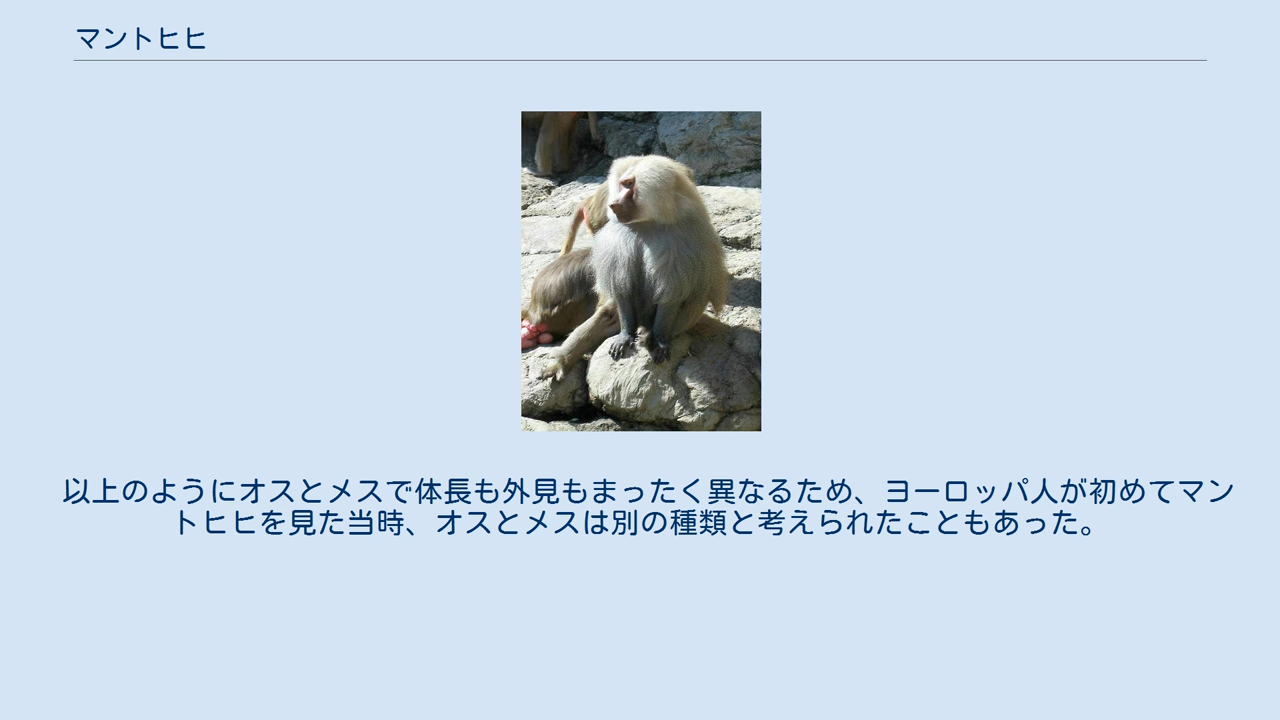 マントヒヒ
以上のようにオスとメスで体長も外見もまったく異なるため、ヨーロッパ人が初めてマン
トヒヒを見た当時、オスとメスは別の種類と考えられたこともあった。